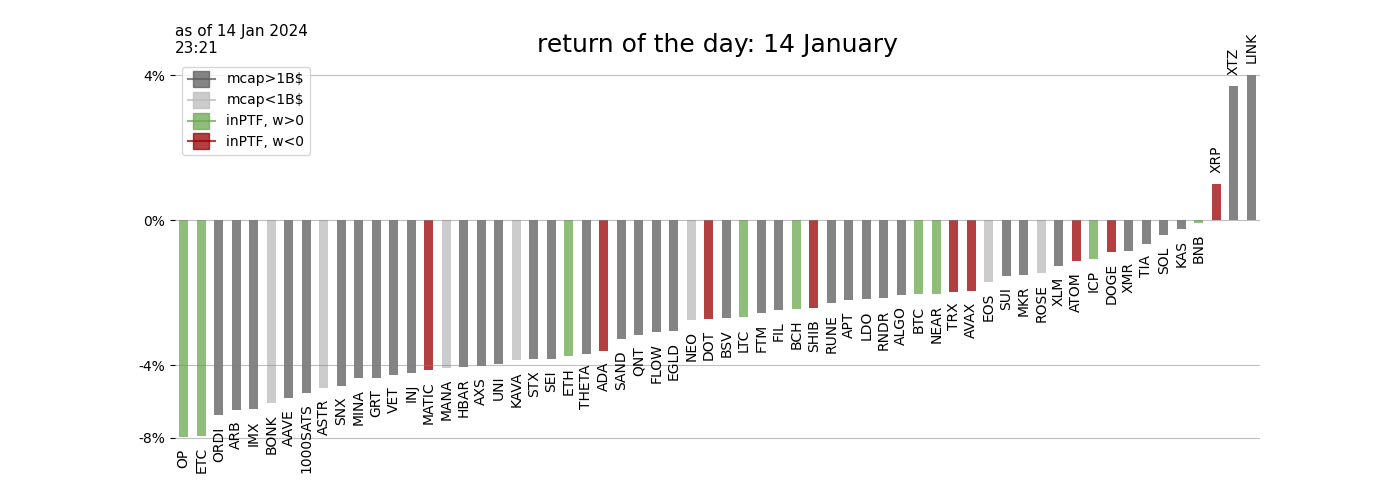 as of 14 Jan 2024
23:21
return of the day: 14 January
mcap>1B$
mcap<1B$
inPTF, w>0
inPTF, w<0
4%
0%
-4%
-8%
OP
ETC
ORDI
ARB
IMX
BONK
AAVE
1000SATS
ASTR
SNX
MINA
GRT
VET
INJ
MATIC
MANA
HBAR
AXS
UNI
KAVA
STX
SEI
ETH
THETA
ADA
SAND
QNT
FLOW
EGLD
NEO
DOT
BSV
LTC
FTM
FIL
BCH
SHIB
RUNE
APT
LDO
RNDR
ALGO
BTC
NEAR
TRX
AVAX
EOS
SUI
MKR
ROSE
XLM
ATOM
ICP
DOGE
XMR
TIA
SOL
KAS
BNB
XRP
XTZ
LINK